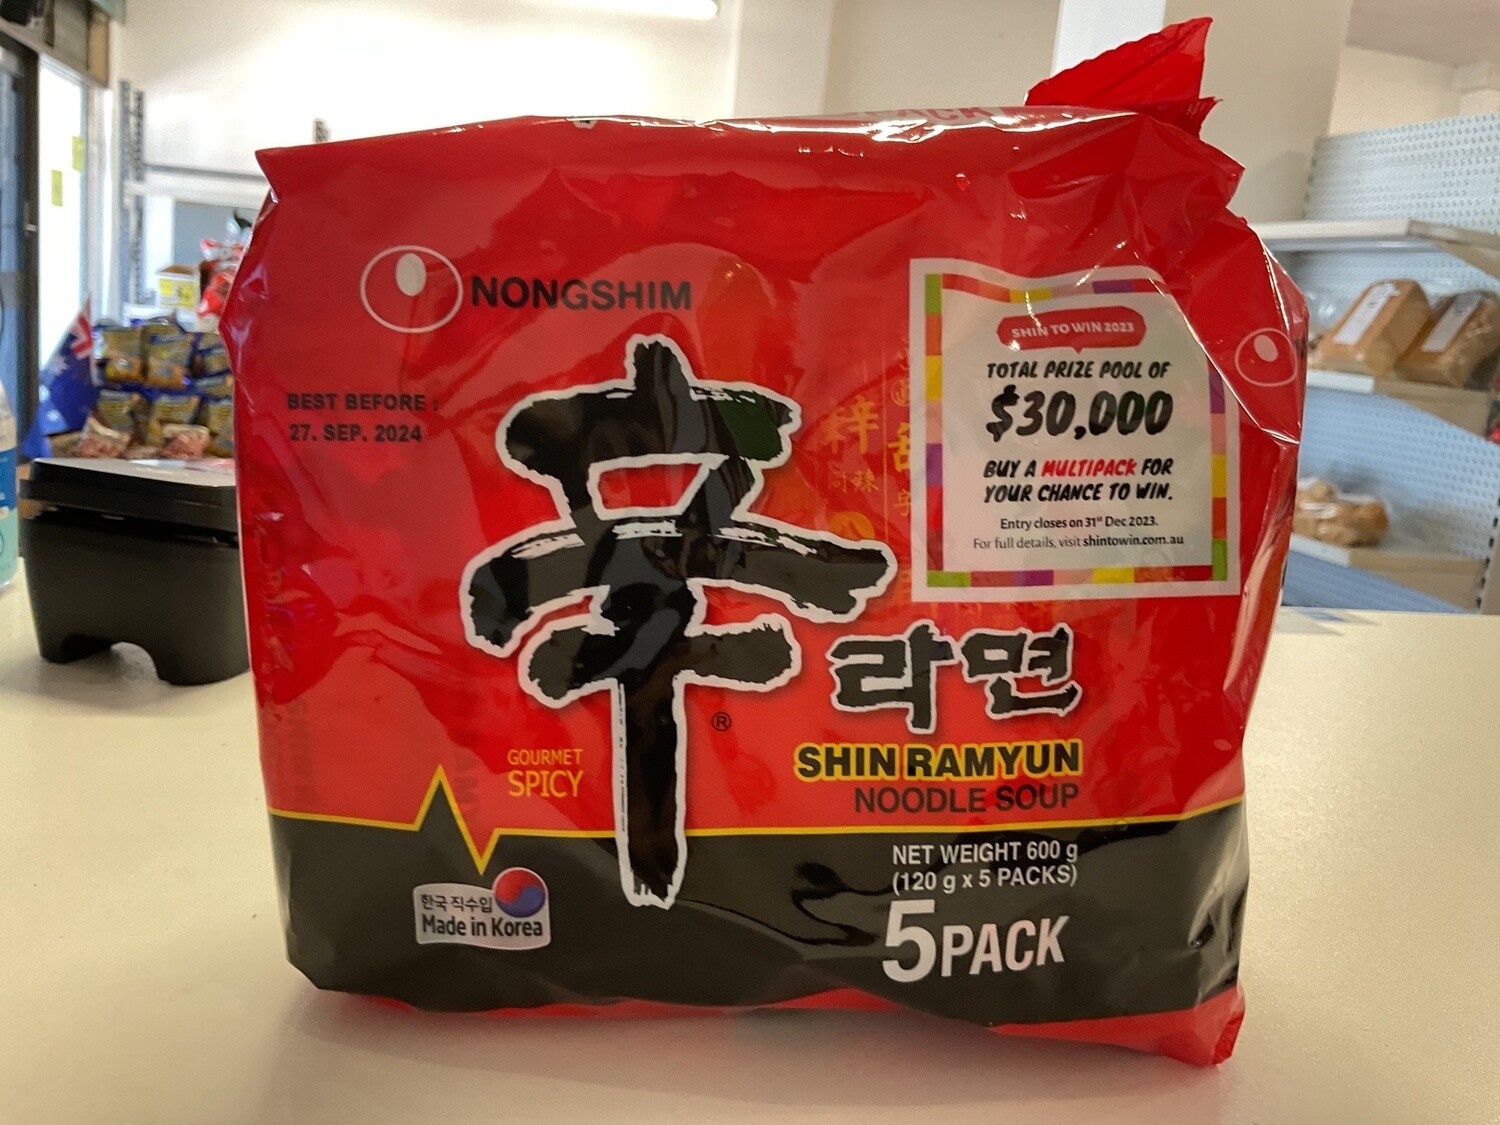 NONGSHIM
BEST BEFORE :
27. SEP. 2024
辛
라면
®
SHIN RAMYUN
NOODLE SOUP
GOURMET
SPICY
SHIN TO WIN 2023
TOTAL PRIZE POOL OF
$30,000
BUY A MULTIPACK FOR
YOUR CHANCE TO WIN.
Entry closes on 31st Dec 2023.
For full details, visit shintowin.com.au
한국 직수입
Made in Korea
NET WEIGHT 600 g
(120 g x 5 PACKS)
5 PACK